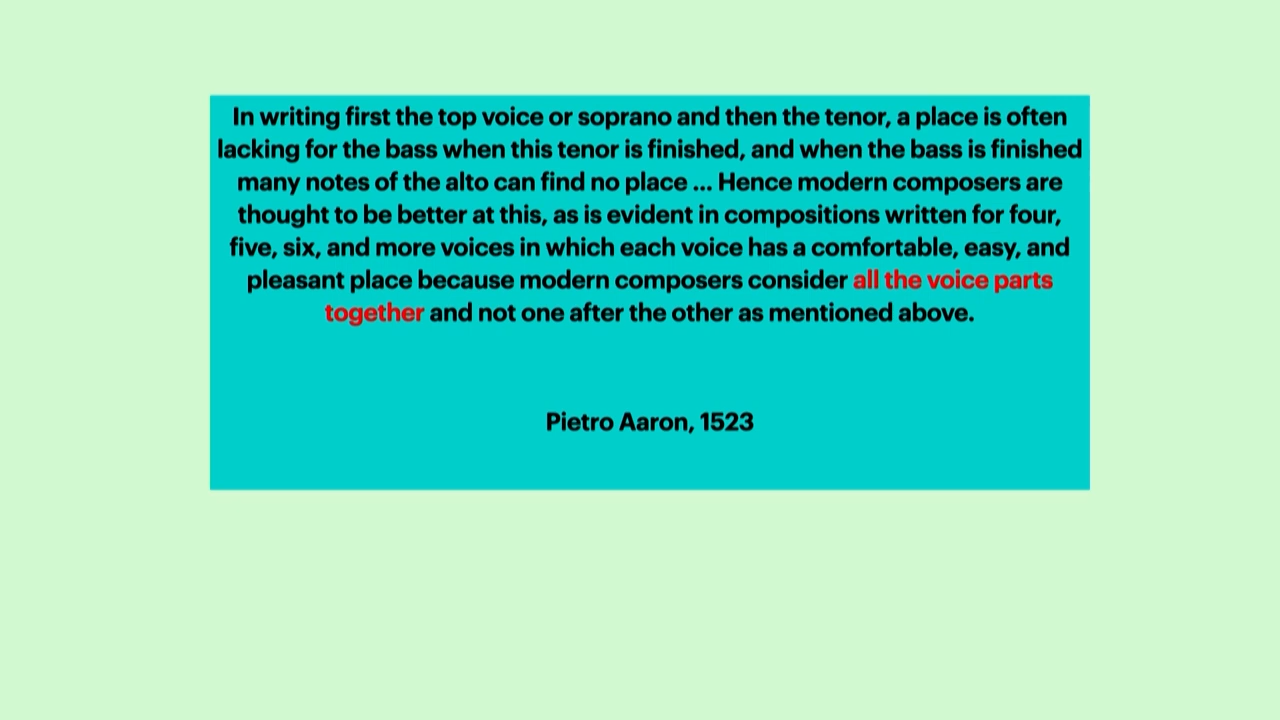 In writing first the top voice or soprano and then the tenor, a place is often
lacking for the bass when this tenor is finished, and when the bass is finished
many notes of the alto can find no place ... Hence modern composers are
thought to be better at this, as is evident in compositions written for four,
five, six, and more voices in which each voice has a comfortable, easy, and
pleasant place because modern composers consider all the voice parts
together and not one after the other as mentioned above.
Pietro Aaron, 1523